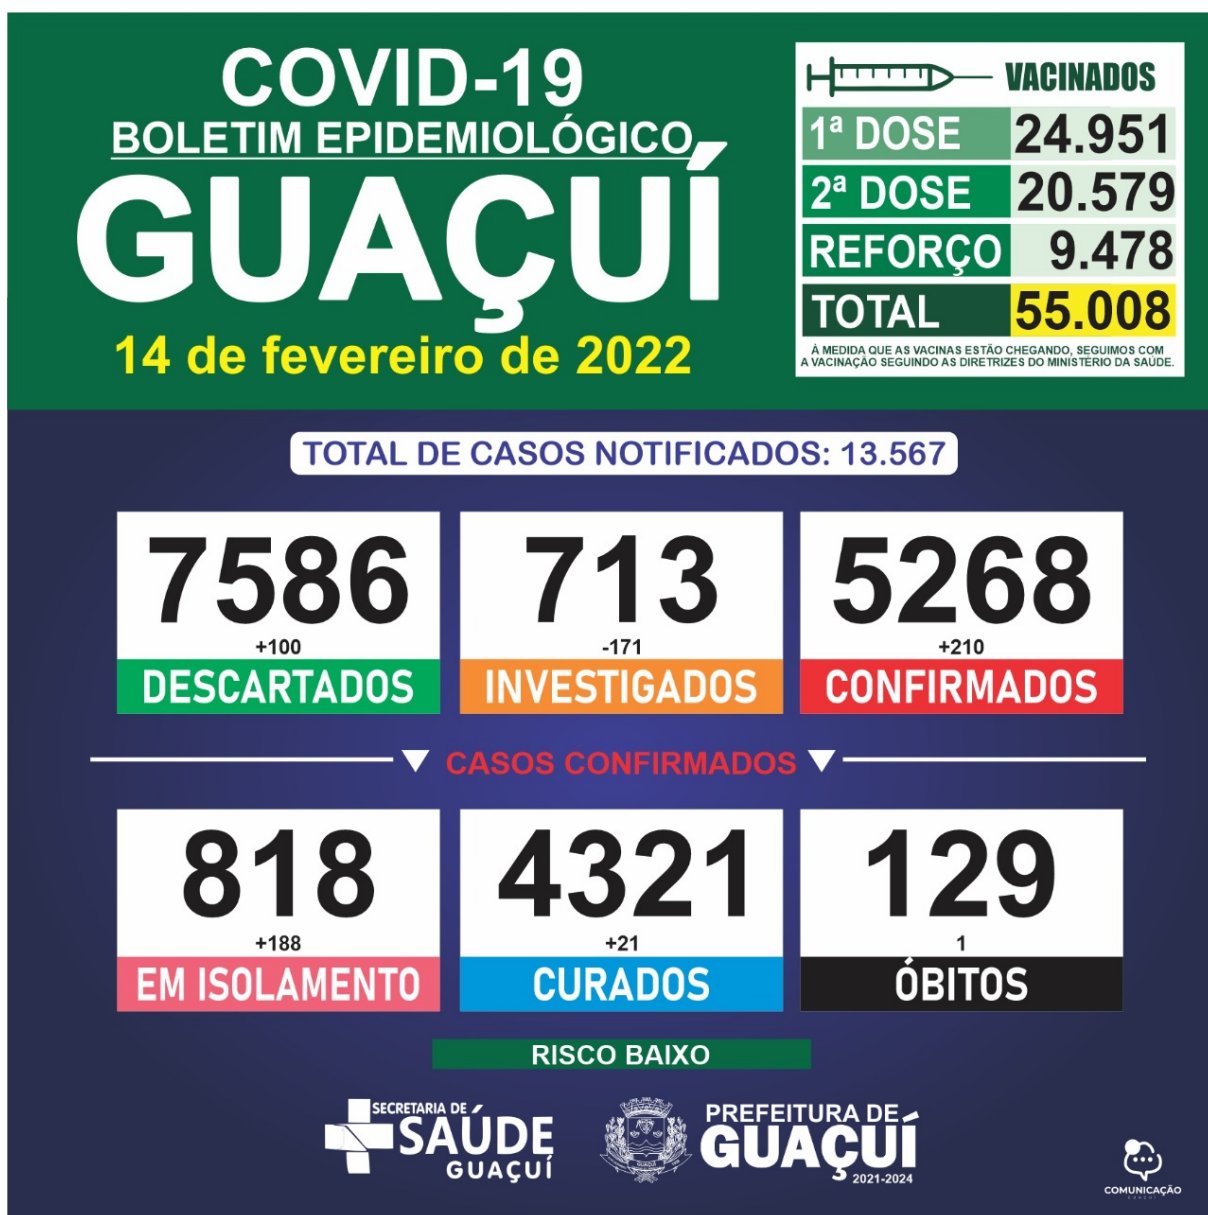 COVID-19
BOLETIM EPIDEMIOLÓGICO
GUAÇUÍ
14 de fevereiro de 2022
VACINADOS
1ª DOSE 24.951
2ª DOSE 20.579
REFORÇO 9.478
TOTAL 55.008
À MEDIDA QUE AS VACINAS ESTÃO CHEGANDO, SEGUIMOS COM
A VACINAÇÃO SEGUINDO AS DIRETRIZES DO MINISTÉRIO DA SAÚDE.
TOTAL DE CASOS NOTIFICADOS: 13.567
7586
+100
DESCARTADOS
713
-171
INVESTIGADOS
5268
+210
CONFIRMADOS
CASOS CONFIRMADOS
818
+188
EM ISOLAMENTO
4321
+21
CURADOS
129
1
ÓBITOS
RISCO BAIXO
SECRETARIA DE
SAÚDE
GUAÇUÍ
PREFEITURA DE
GUAÇUÍ
2021-2024
COMUNICAÇÃO